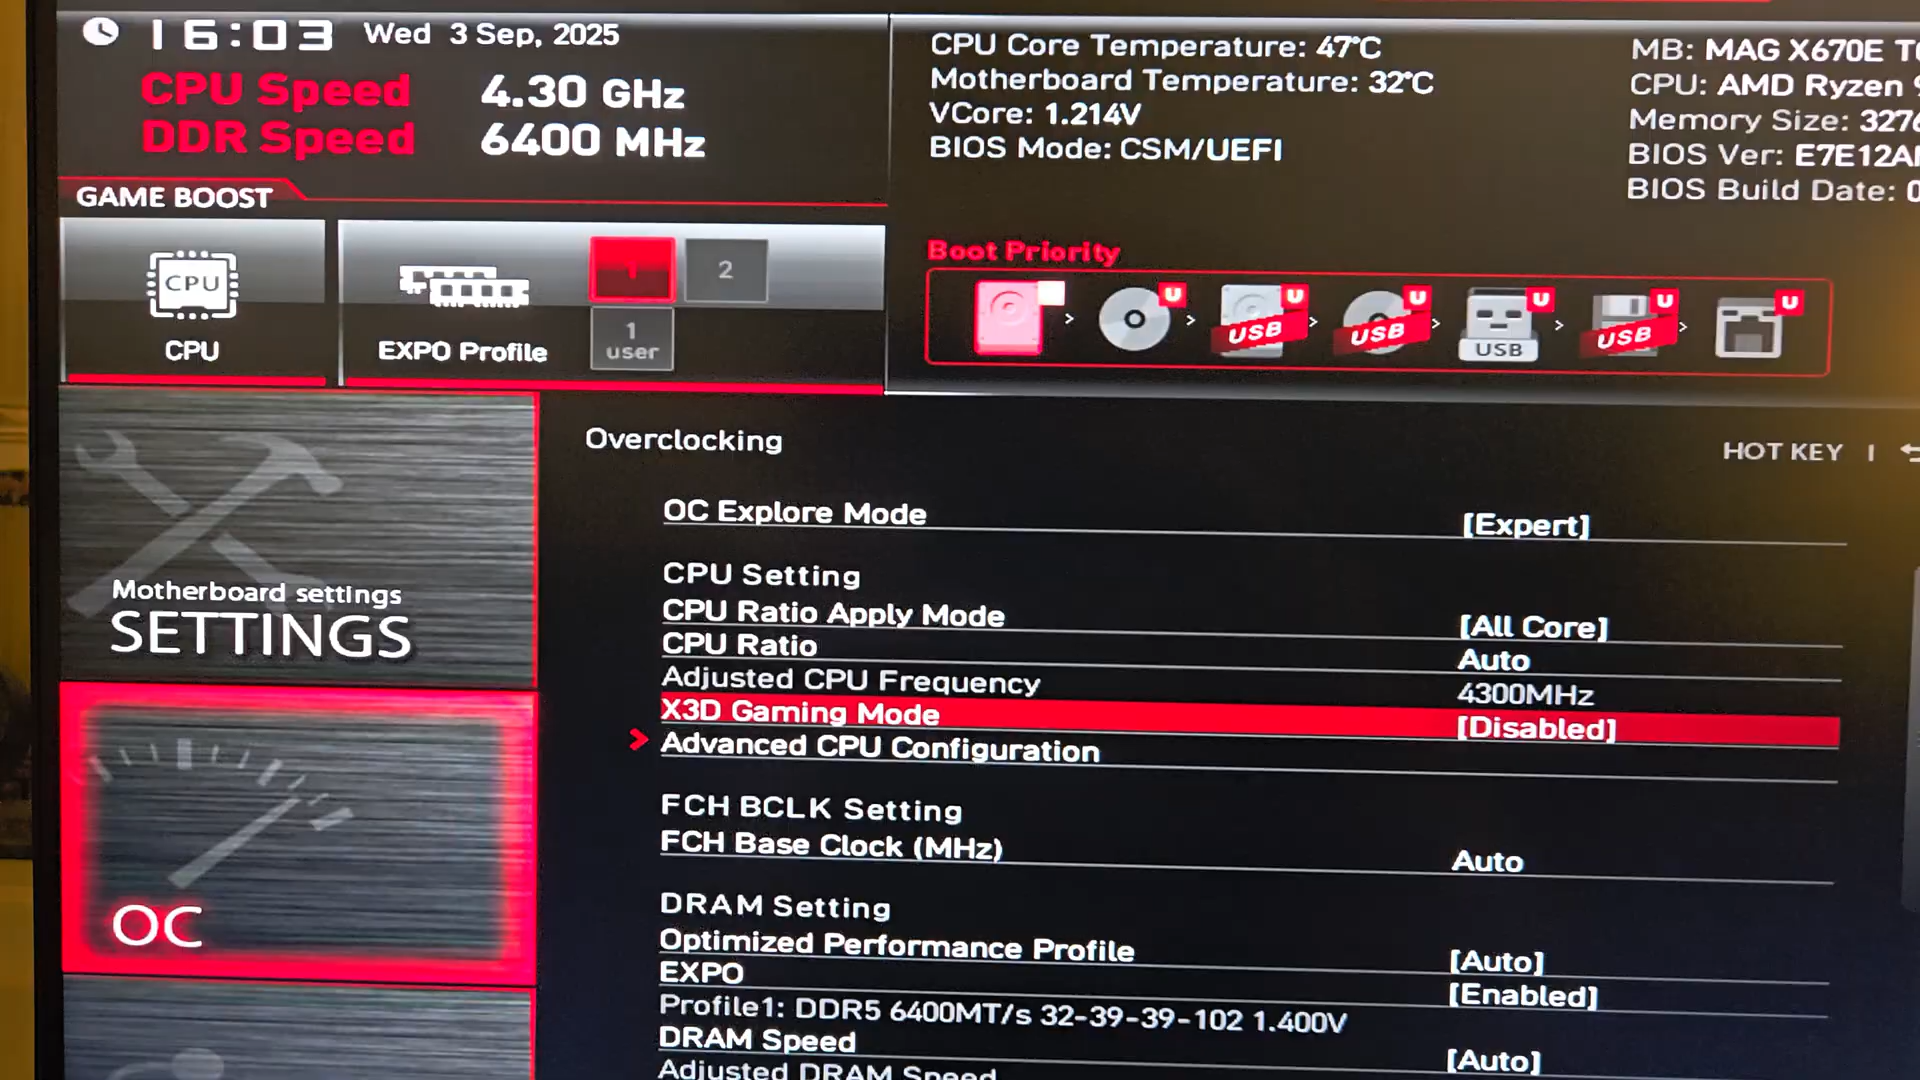 16:03 Wed 3 Sep, 2025
CPU Speed 4.30 GHz
DDR Speed 6400 MHz
GAME BOOST
CPU
CPU
EXPO Profile
1
2
1
user
CPU Core Temperature: 47°C
Motherboard Temperature: 32°C
VCore: 1.214V
BIOS Mode: CSM/UEFI
MB: MAG X670E
CPU: AMD Ryzen
Memory Size:
BIOS Ver:
BIOS Build Date:
Boot Priority
U
USB U
USB U
USB U
USB U
U
Motherboard settings
SETTINGS
OC
Overclocking
HOT KEY |
OC Explore Mode [Expert]
CPU Setting
CPU Ratio Apply Mode [All Core]
CPU Ratio Auto
Adjusted CPU Frequency 4300MHz
X3D Gaming Mode [Disabled]
> Advanced CPU Configuration
FCH BCLK Setting
FCH Base Clock (MHz) Auto
DRAM Setting
Optimized Performance Profile [Auto]
EXPO [Enabled]
Profile1: DDR5 6400MT/s 32-39-39-102 1.400V
DRAM Speed [Auto]
Adjusted DRAM Speed